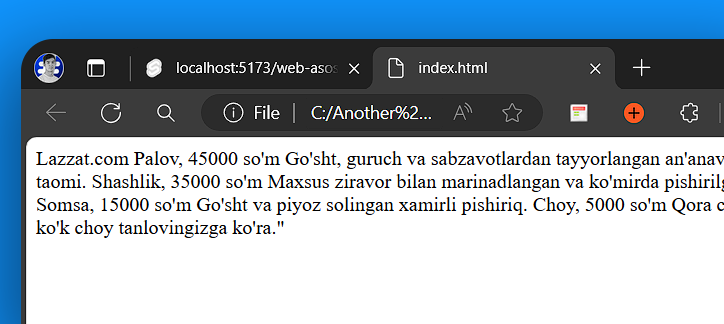 localhost:5173/web-asos
index.html
File
C:/Another%2...
Lazzat.com Palov, 45000 so'm Go'sht, guruch va sabzavotlardan tayyorlangan an'anav
taomi. Shashlik, 35000 so'm Maxsus ziravor bilan marinadlangan va ko'mirda pishirilg
Somsa, 15000 so'm Go'sht va piyoz solingan xamirli pishiriq. Choy, 5000 so'm Qora c
ko'k choy tanlovingizga ko'ra."